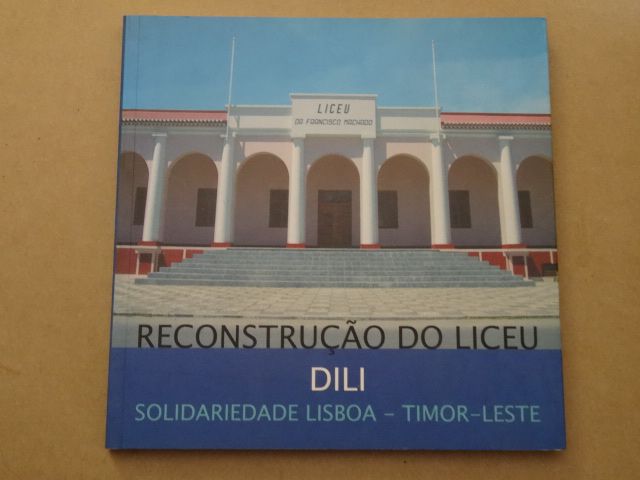 LICEU
DR FRANCISCO MACHADO
RECONSTRUÇÃO DO LICEU
DILI
SOLIDARIEDADE LISBOA - TIMOR-LESTE